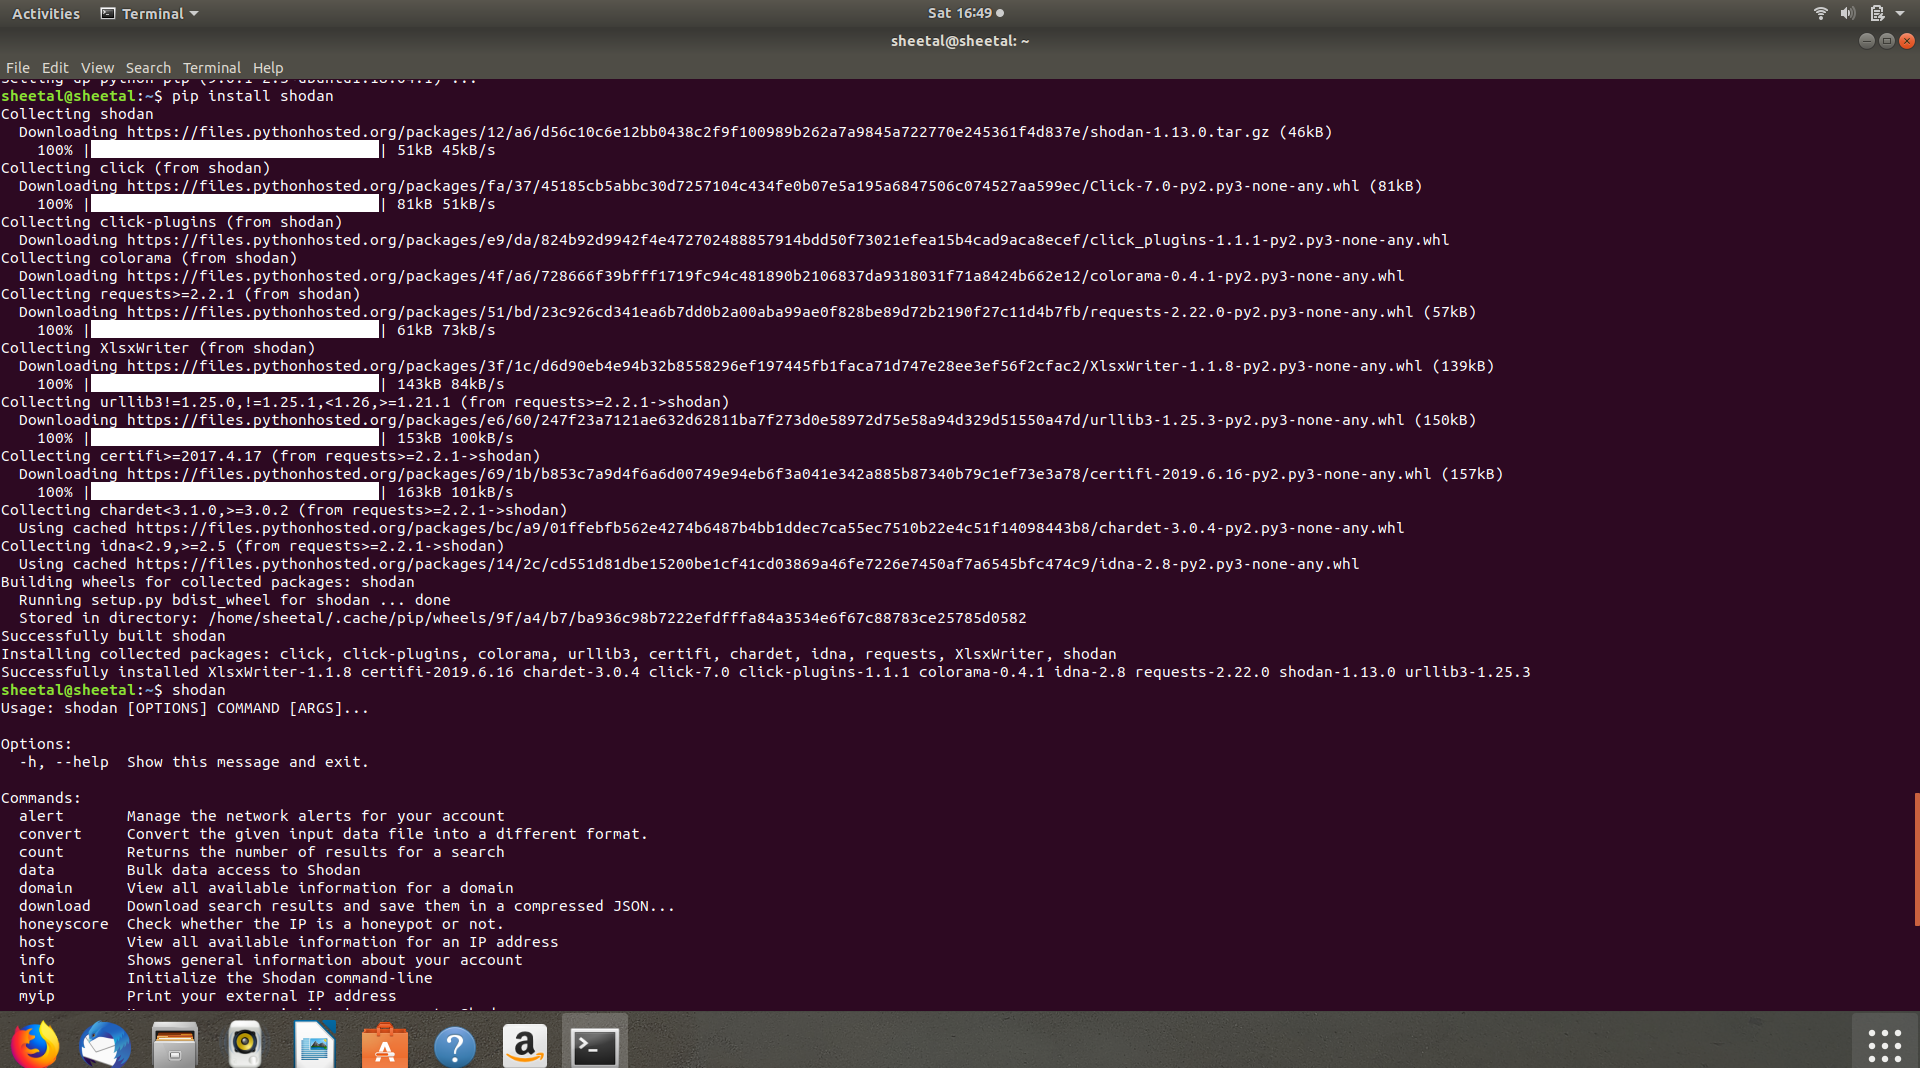 Activities Terminal Sat 16:49
sheetal@sheetal: ~
File Edit View Search Terminal Help
Setting up python-pip (9.0.1-2.3~ubuntu1.18.04.1) ...
sheetal@sheetal:~$ pip install shodan
Collecting shodan
  Downloading https://files.pythonhosted.org/packages/12/a6/d56c10c6e12bb0438c2f9f100989b262a7a9845a722770e245361f4d837e/shodan-1.13.0.tar.gz (46kB)
    100% | | 51kB 45kB/s
Collecting click (from shodan)
  Downloading https://files.pythonhosted.org/packages/fa/37/45185cb5abbc30d7257104c434fe0b07e5a195a6847506c074527aa599ec/Click-7.0-py2.py3-none-any.whl (81kB)
    100% | | 81kB 51kB/s
Collecting click-plugins (from shodan)
  Downloading https://files.pythonhosted.org/packages/e9/da/824b92d9942f4e472702488857914bdd50f73021efea15b4cad9aca8ecef/click_plugins-1.1.1-py2.py3-none-any.whl
Collecting colorama (from shodan)
  Downloading https://files.pythonhosted.org/packages/4f/a6/728666f39bfff1719fc94c481890b2106837da9318031f71a8424b662e12/colorama-0.4.1-py2.py3-none-any.whl
Collecting requests>=2.2.1 (from shodan)
  Downloading https://files.pythonhosted.org/packages/51/bd/23c926cd341ea6b7dd0b2a00aba99ae0f828be89d72b2190f27c11d4b7fb/requests-2.22.0-py2.py3-none-any.whl (57kB)
    100% | | 61kB 73kB/s
Collecting XlsxWriter (from shodan)
  Downloading https://files.pythonhosted.org/packages/3f/1c/d6d90eb4e94b32b8558296ef197445fb1faca71d747e28ee3ef56f2cfac2/XlsxWriter-1.1.8-py2.py3-none-any.whl (139kB)
    100% | | 143kB 84kB/s
Collecting urllib3!=1.25.0,!=1.25.1,<1.26,>=1.21.1 (from requests>=2.2.1->shodan)
  Downloading https://files.pythonhosted.org/packages/e6/60/247f23a7121ae632d62811ba7f273d0e58972d75e58a94d329d51550a47d/urllib3-1.25.3-py2.py3-none-any.whl (150kB)
    100% | | 153kB 100kB/s
Collecting certifi>=2017.4.17 (from requests>=2.2.1->shodan)
  Downloading https://files.pythonhosted.org/packages/69/1b/b853c7a9d4f6a6d00749e94eb6f3a041e342a885b87340b79c1ef73e3a78/certifi-2019.6.16-py2.py3-none-any.whl (157kB)
    100% | | 163kB 101kB/s
Collecting chardet<3.1.0,>=3.0.2 (from requests>=2.2.1->shodan)
  Using cached https://files.pythonhosted.org/packages/bc/a9/01ffebfb562e4274b6487b4bb1ddec7ca55ec7510b22e4c51f14098443b8/chardet-3.0.4-py2.py3-none-any.whl
Collecting idna<2.9,>=2.5 (from requests>=2.2.1->shodan)
  Using cached https://files.pythonhosted.org/packages/14/2c/cd551d81dbe15200be1cf41cd03869a46fe7226e7450af7a6545bfc474c9/idna-2.8-py2.py3-none-any.whl
Building wheels for collected packages: shodan
  Running setup.py bdist_wheel for shodan ... done
  Stored in directory: /home/sheetal/.cache/pip/wheels/9f/a4/b7/ba936c98b7222efdfffa84a3534e6f67c88783ce25785d0582
Successfully built shodan
Installing collected packages: click, click-plugins, colorama, urllib3, certifi, chardet, idna, requests, XlsxWriter, shodan
Successfully installed XlsxWriter-1.1.8 certifi-2019.6.16 chardet-3.0.4 click-7.0 click-plugins-1.1.1 colorama-0.4.1 idna-2.8 requests-2.22.0 shodan-1.13.0 urllib3-1.25.3
sheetal@sheetal:~$ shodan
Usage: shodan [OPTIONS] COMMAND [ARGS]...
Options:
  -h, --help  Show this message and exit.
Commands:
  alert       Manage the network alerts for your account
  convert     Convert the given input data file into a different format.
  count       Returns the number of results for a search
  data        Bulk data access to Shodan
  domain      View all available information for a domain
  download    Download search results and save them in a compressed JSON...
  honeyscore  Check whether the IP is a honeypot or not.
  host        View all available information for an IP address
  info        Shows general information about your account
  init        Initialize the Shodan command-line
  myip        Print your external IP address